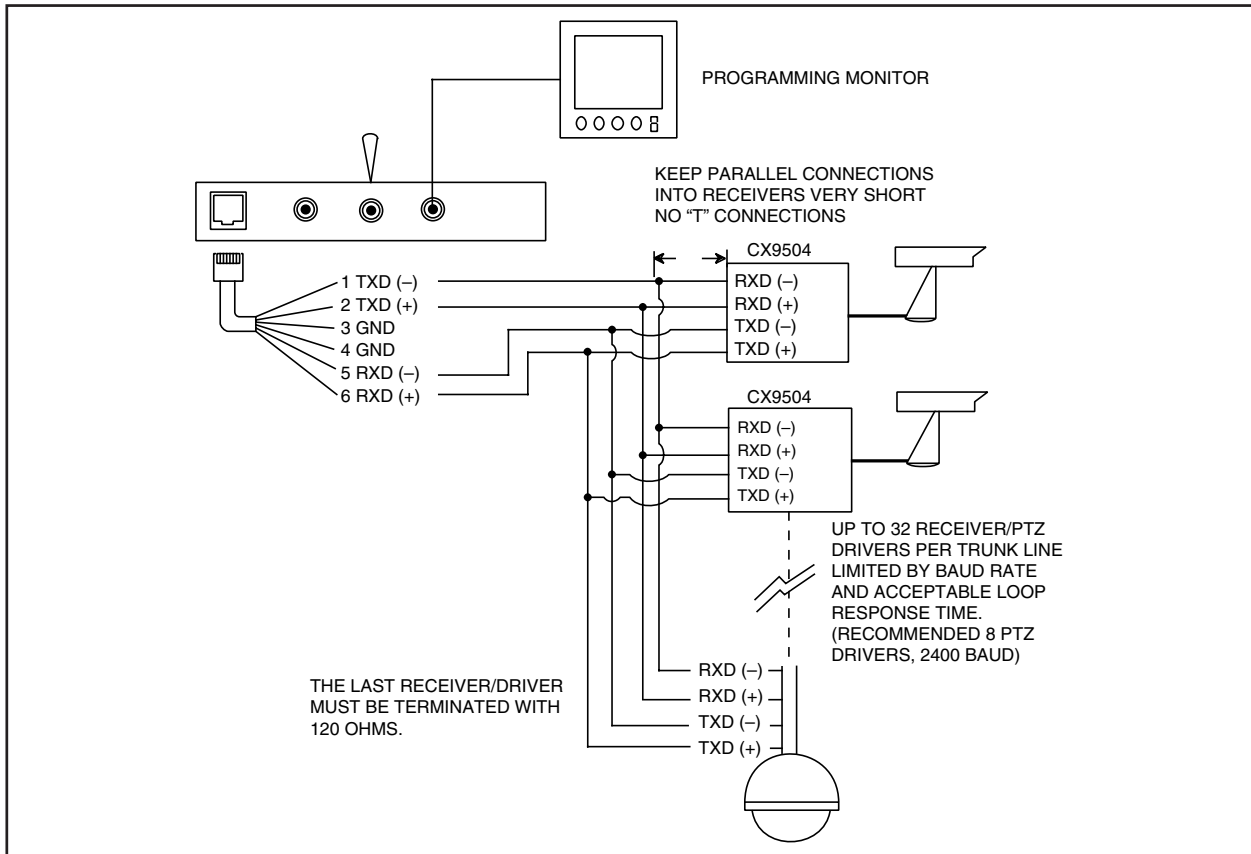 PROGRAMMING MONITOR
KEEP PARALLEL CONNECTIONS
INTO RECEIVERS VERY SHORT
NO “T” CONNECTIONS
1 TXD (–)
2 TXD (+)
3 GND
4 GND
5 RXD (–)
6 RXD (+)
CX9504
RXD (–)
RXD (+)
TXD (–)
TXD (+)
CX9504
RXD (–)
RXD (+)
TXD (–)
TXD (+)
UP TO 32 RECEIVER/PTZ
DRIVERS PER TRUNK LINE
LIMITED BY BAUD RATE
AND ACCEPTABLE LOOP
RESPONSE TIME.
(RECOMMENDED 8 PTZ
DRIVERS, 2400 BAUD)
THE LAST RECEIVER/DRIVER
MUST BE TERMINATED WITH
120 OHMS.
RXD (–)
RXD (+)
TXD (–)
TXD (+)